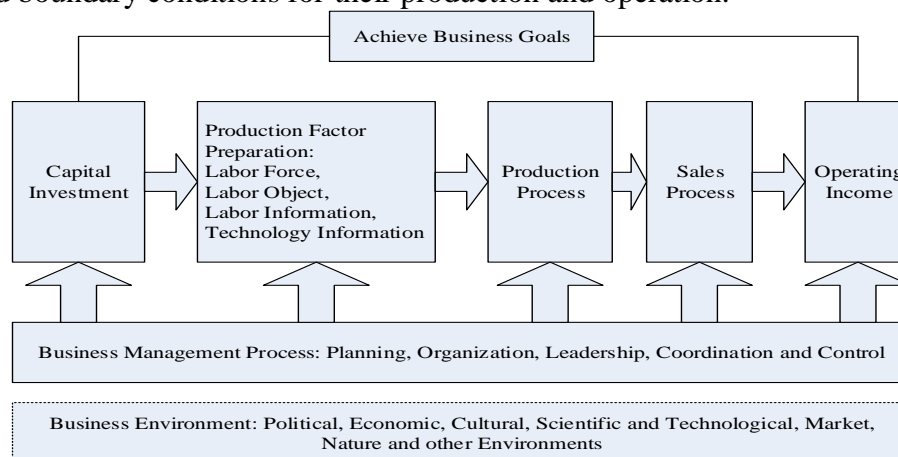 d boundary conditions for their production and operation.
Achieve Business Goals
Capital
Investment
Production Factor
Preparation:
Labor Force,
Labor Object,
Labor Information,
Technology Information
Production
Process
Sales
Process
Operating
Income
Business Management Process: Planning, Organization, Leadership, Coordination and Control
Business Environment: Political, Economic, Cultural, Scientific and Technological, Market,
Nature and other Environments